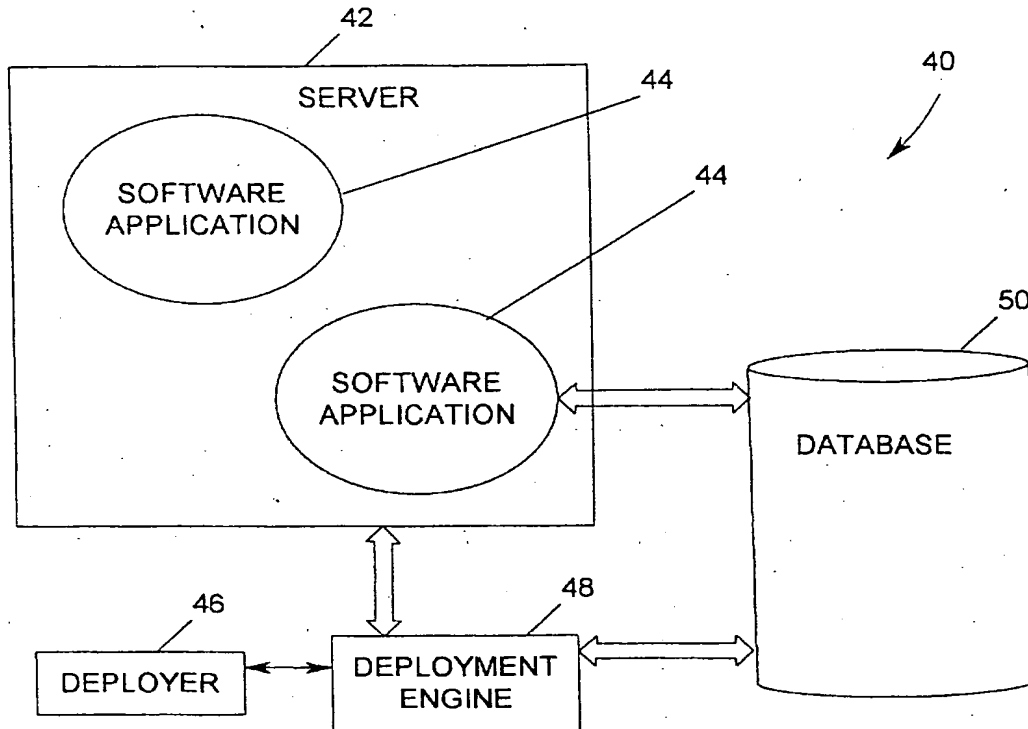 42
SERVER
40
44
SOFTWARE
APPLICATION
44
50
SOFTWARE
APPLICATION
DATABASE
46
48
DEPLOYER
DEPLOYMENT
ENGINE